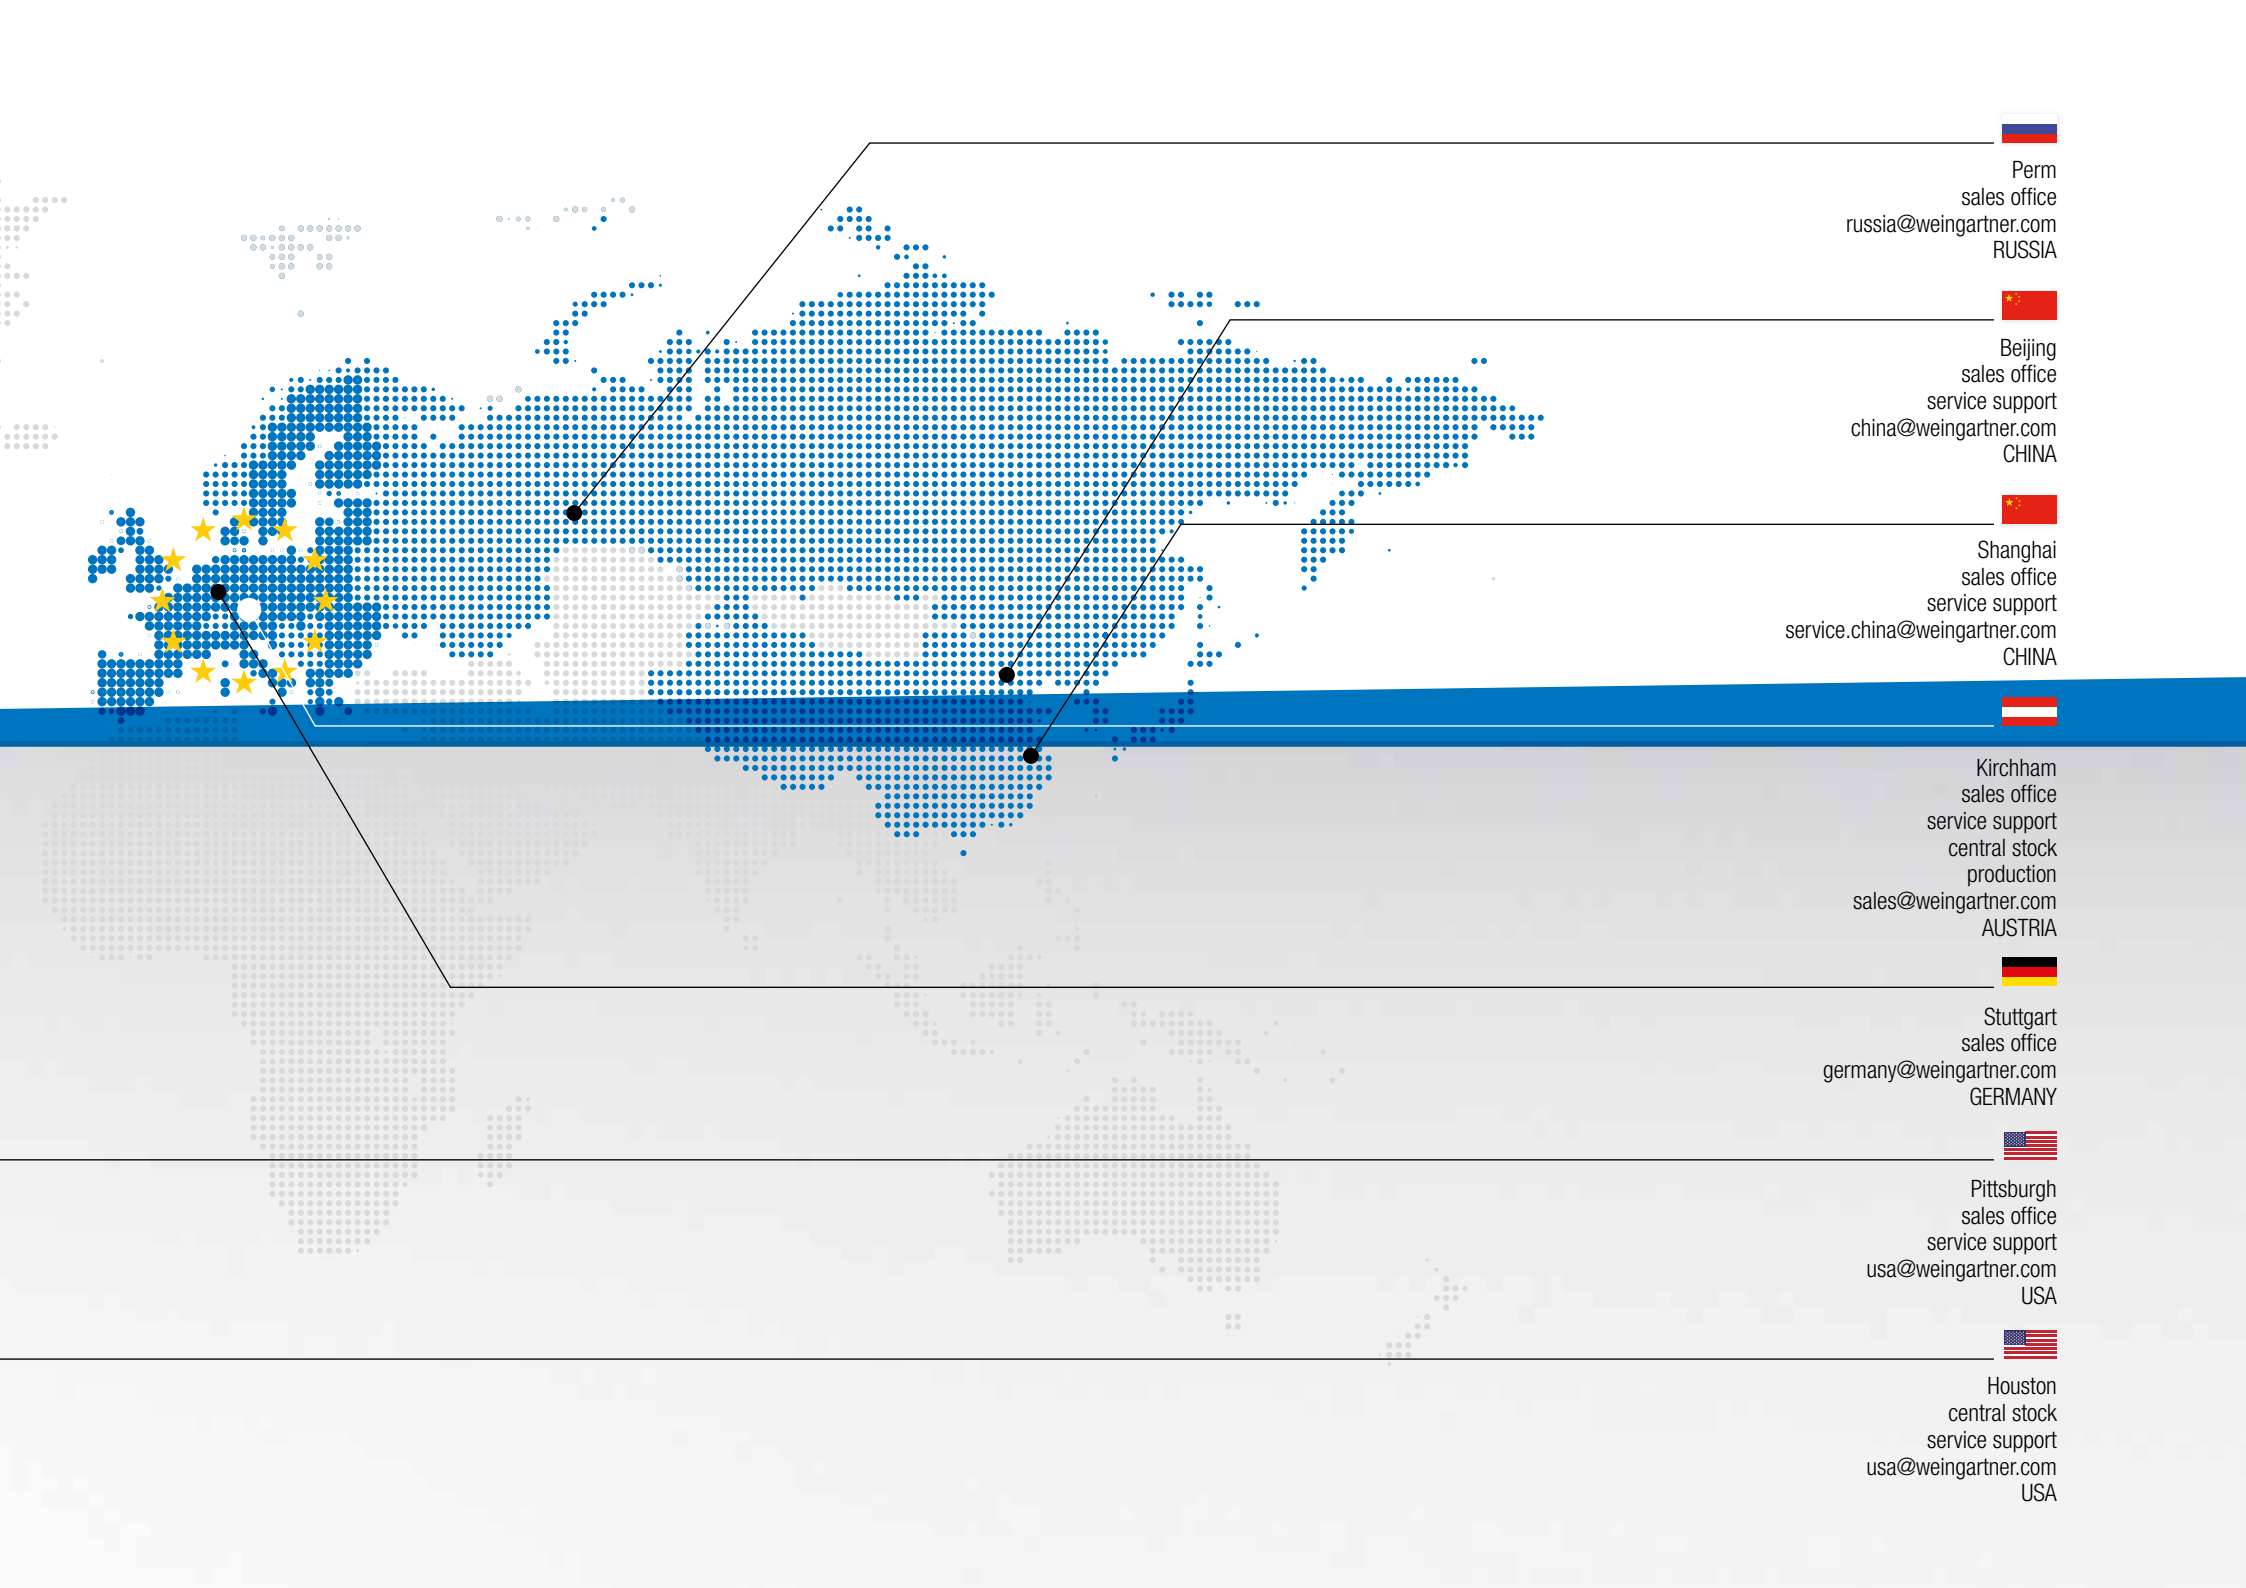 Perm
sales office
russia@weingartner.com
RUSSIA
Beijing
sales office
service support
china@weingartner.com
CHINA
Shanghai
sales office
service support
service.china@weingartner.com
CHINA
Kirchham
sales office
service support
central stock
production
sales@weingartner.com
AUSTRIA
Stuttgart
sales office
germany@weingartner.com
GERMANY
Pittsburgh
sales office
service support
usa@weingartner.com
USA
Houston
central stock
service support
usa@weingartner.com
USA